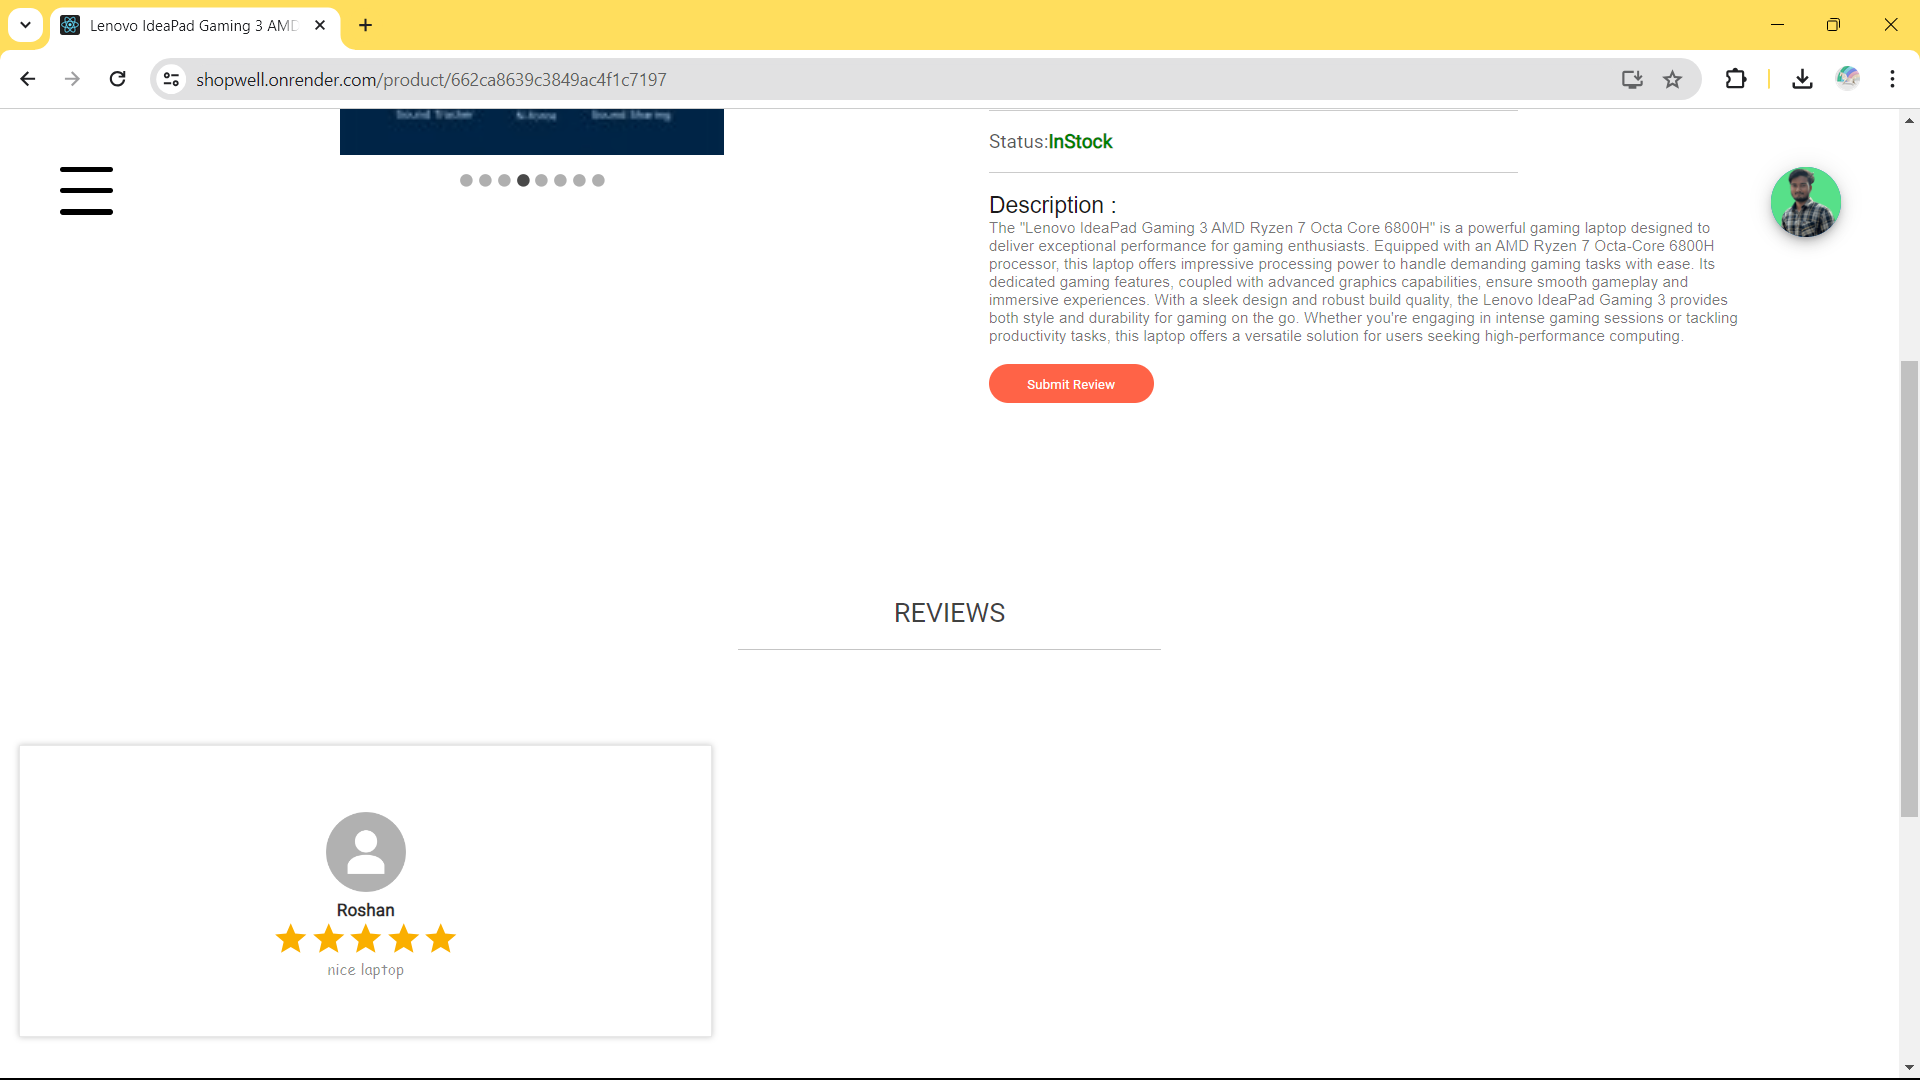 Lenovo IdeaPad Gaming 3 AMD
shopwell.onrender.com/product/662ca8639c3849ac4f1c7197
Sound Tracker Sound Sharing
Status:InStock
Description :
The "Lenovo IdeaPad Gaming 3 AMD Ryzen 7 Octa Core 6800H" is a powerful gaming laptop designed to
deliver exceptional performance for gaming enthusiasts. Equipped with an AMD Ryzen 7 Octa-Core 6800H
processor, this laptop offers impressive processing power to handle demanding gaming tasks with ease. Its
dedicated gaming features, coupled with advanced graphics capabilities, ensure smooth gameplay and
immersive experiences. With a sleek design and robust build quality, the Lenovo IdeaPad Gaming 3 provides
both style and durability for gaming on the go. Whether you're engaging in intense gaming sessions or tackling
productivity tasks, this laptop offers a versatile solution for users seeking high-performance computing.
Submit Review
REVIEWS
Roshan
nice laptop